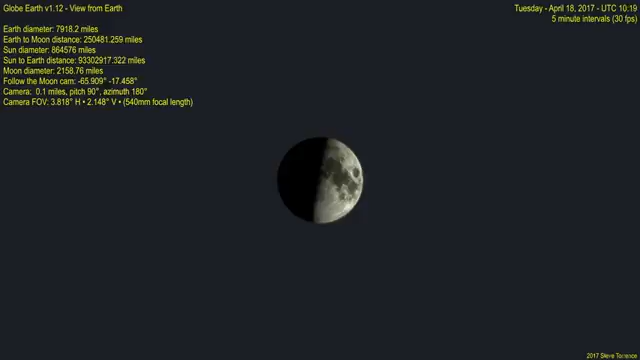 Globe Earth v1.12 - View from Earth
Tuesday - April 18, 2017 - UTC 10:19
5 minute intervals (30 fps)
Earth diameter: 7918.2 miles
Earth to Moon distance: 250481.259 miles
Sun diameter: 864576 miles
Sun to Earth distance: 93302917.322 miles
Moon diameter: 2158.76 miles
Follow the Moon cam: -65.909° -17.458°
Camera: 0.1 miles, pitch 90°, azimuth 180°
Camera FOV: 3.818° H • 2.148° V • (540mm focal length)
2017 Steve Torrence